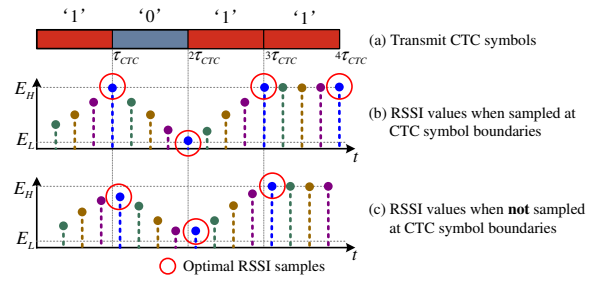 ‘1’ ‘0’ ‘1’ ‘1’
(a) Transmit CTC symbols
τCTC 2τCTC 3τCTC 4τCTC
EH
(b) RSSI values when sampled at
CTC symbol boundaries
EL
t
EH
(c) RSSI values when not sampled
at CTC symbol boundaries
EL
t
Optimal RSSI samples